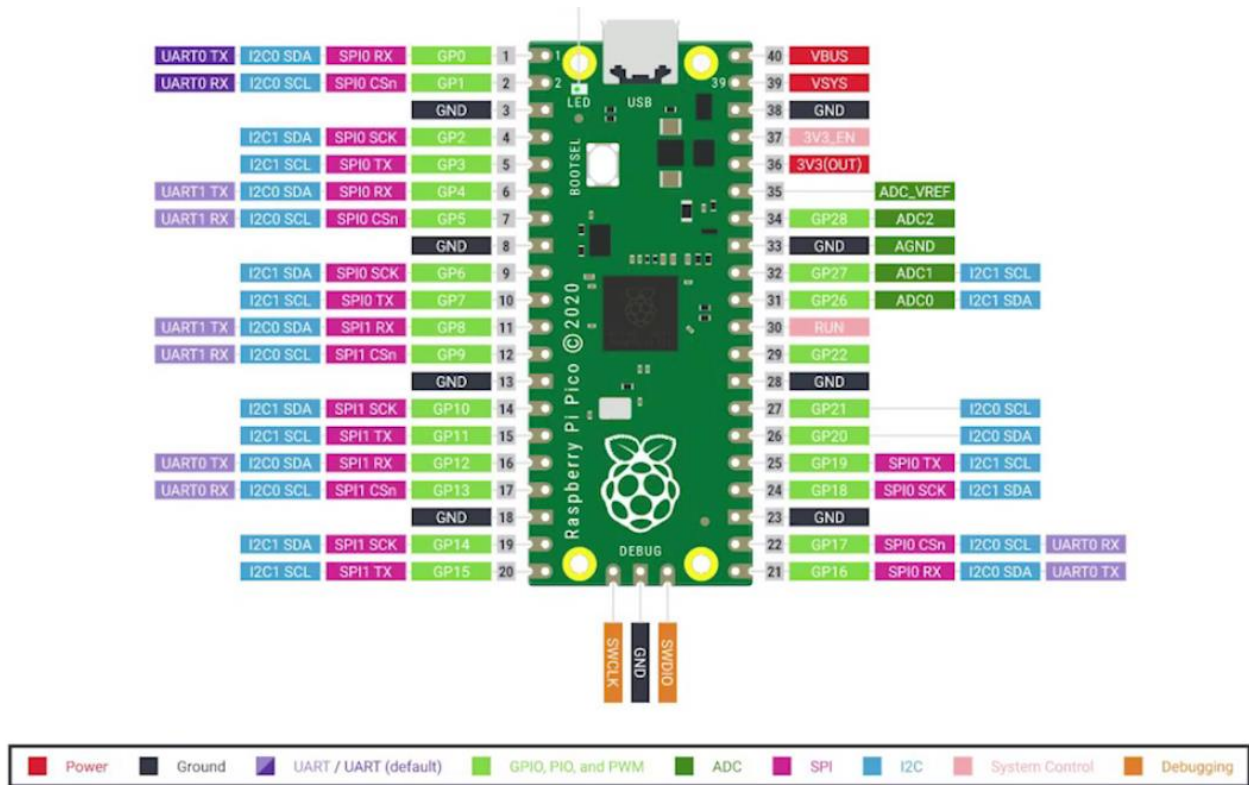 UART0 TX I2C0 SDA SPI0 RX GP0 1 1 40 VBUS
UART0 RX I2C0 SCL SPI0 CSn GP1 2 2 39 39 VSYS
LED USB
GND 3 38 GND
I2C1 SDA SPI0 SCK GP2 4 37 3V3_EN
I2C1 SCL SPI0 TX GP3 5 36 3V3(OUT)
BOOTSEL
UART1 TX I2C0 SDA SPI0 RX GP4 6 35 ADC_VREF
UART1 RX I2C0 SCL SPI0 CSn GP5 7 34 GP28 ADC2
GND 8 33 GND AGND
I2C1 SDA SPI0 SCK GP6 9 32 GP27 ADC1 I2C1 SCL
I2C1 SCL SPI0 TX GP7 10 31 GP26 ADC0 I2C1 SDA
UART1 TX I2C0 SDA SPI1 RX GP8 11 30 RUN
UART1 RX I2C0 SCL SPI1 CSn GP9 12 29 GP22
GND 13 28 GND
I2C1 SDA SPI1 SCK GP10 14 27 GP21 I2C0 SCL
I2C1 SCL SPI1 TX GP11 15 26 GP20 I2C0 SDA
UART0 TX I2C0 SDA SPI1 RX GP12 16 25 GP19 SPI0 TX I2C1 SCL
UART0 RX I2C0 SCL SPI1 CSn GP13 17 24 GP18 SPI0 SCK I2C1 SDA
GND 18 23 GND
Raspberry Pi Pico ©2020
I2C1 SDA SPI1 SCK GP14 19 22 GP17 SPI0 CSn I2C0 SCL UART0 RX
DEBUG
I2C1 SCL SPI1 TX GP15 20 21 GP16 SPI0 RX I2C0 SDA UART0 TX
SWCLK GND SWDIO
Power Ground UART / UART (default) GPIO, PIO, and PWM ADC SPI I2C System Control Debugging